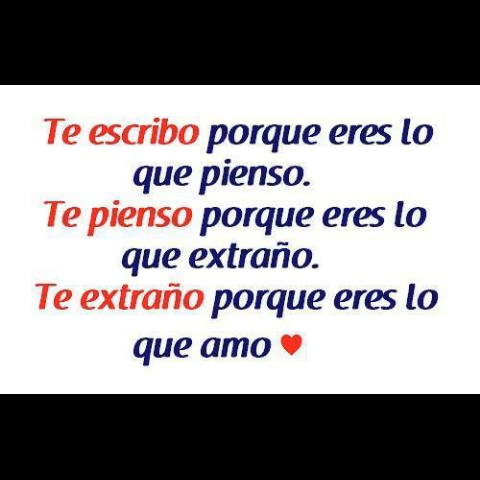 Te escribo porque eres lo
que pienso.
Te pienso porque eres lo
que extraño.
Te extraño porque eres lo
que amo ♥